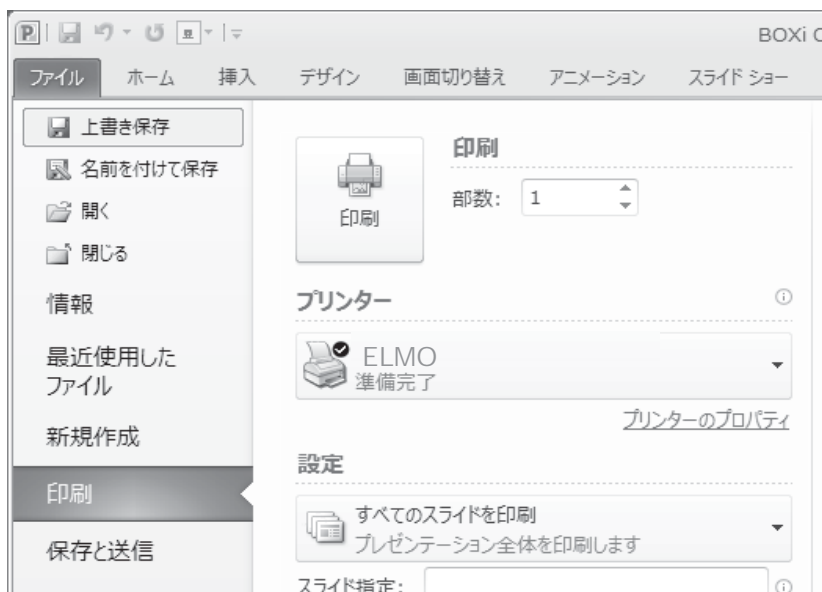 BOXi C
ファイル ホーム 挿入 デザイン 画面切り替え アニメーション スライド ショー
上書き保存
名前を付けて保存
開く
閉じる
情報
最近使用した
ファイル
新規作成
印刷
保存と送信
印刷
印刷
部数: 1
プリンター
ELMO
準備完了
プリンターのプロパティ
設定
すべてのスライドを印刷
プレゼンテーション全体を印刷します
スライド指定: